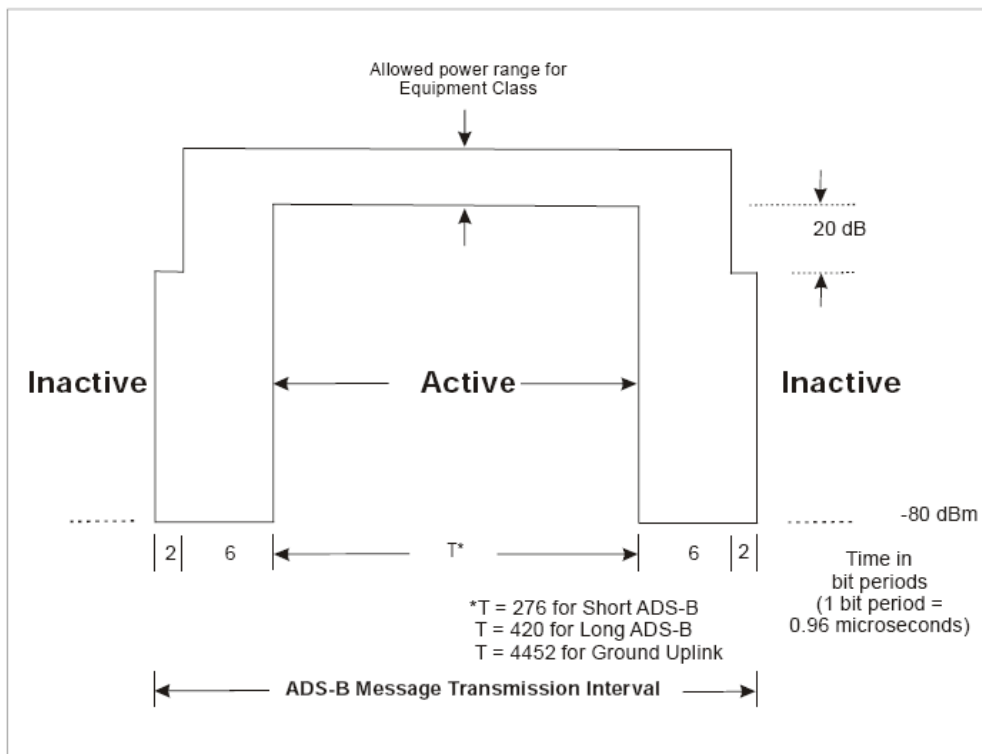 Allowed power range for
Equipment Class
20 dB
Inactive
Active
Inactive
-80 dBm
2
6
T*
6
2
Time in
bit periods
(1 bit period =
0.96 microseconds)
*T = 276 for Short ADS-B
T = 420 for Long ADS-B
T = 4452 for Ground Uplink
ADS-B Message Transmission Interval